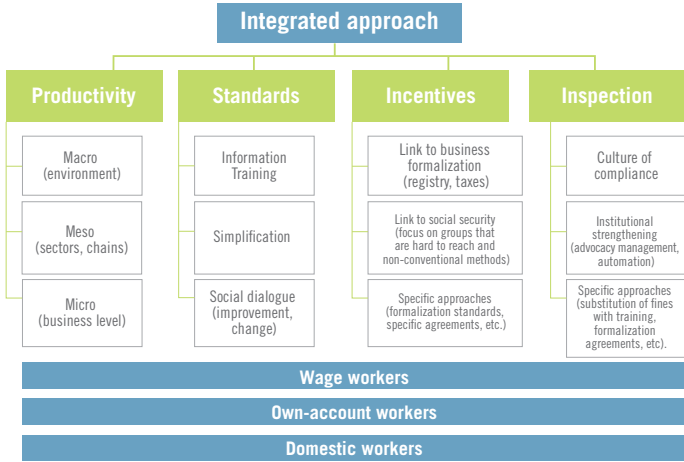 Integrated approach
Productivity
Standards
Incentives
Inspection
Macro
(environment)
Meso
(sectors, chains)
Micro
(business level)
Information
Training
Simplification
Social dialogue
(improvement,
change)
Link to business
formalization
(registry, taxes)
Link to social security
(focus on groups that
are hard to reach and
non-conventional methods)
Specific approaches
(formalization standards,
specific agreements, etc.)
Culture of
compliance
Institutional
strengthening
(advocacy management,
automation)
Specific approaches
(substitution of fines
with training,
formalization
agreements, etc).
Wage workers
Own-account workers
Domestic workers